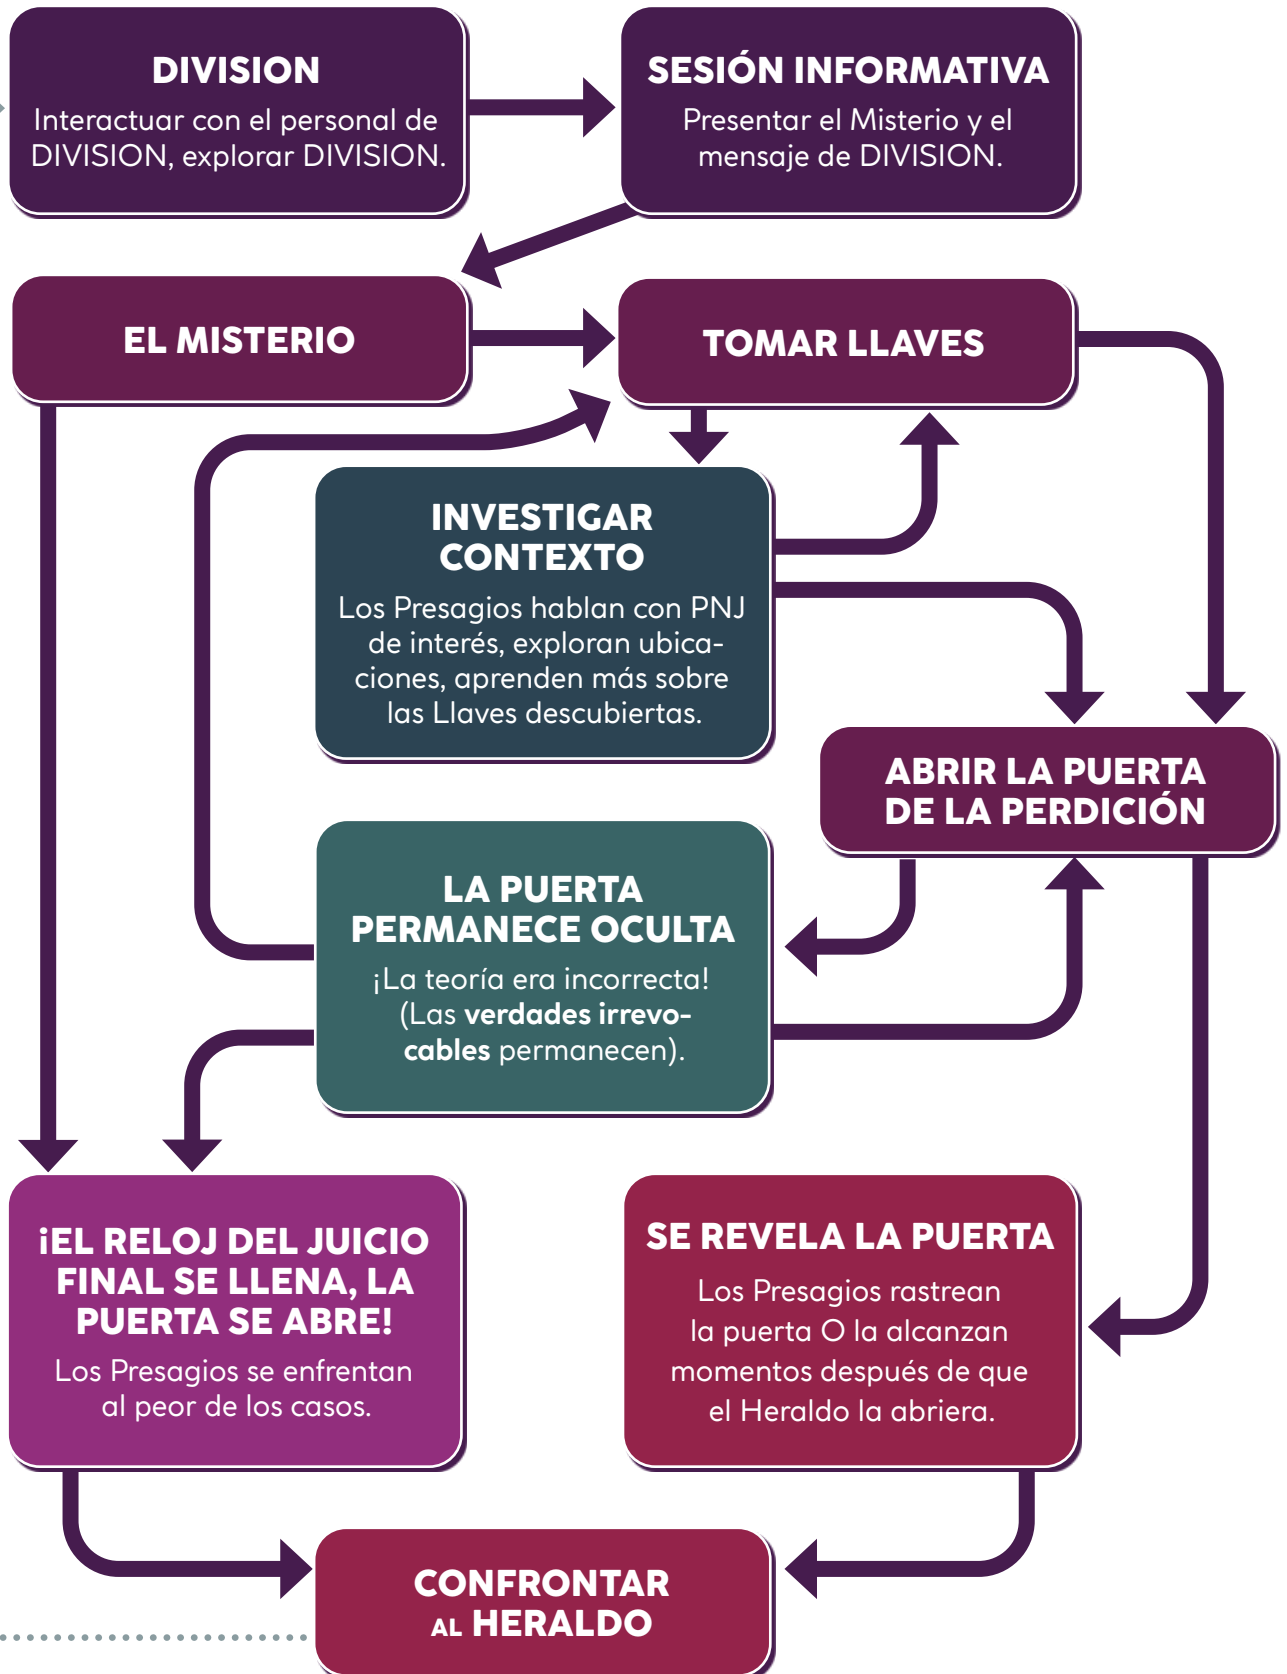 DIVISION
Interactuar con el personal de
DIVISION, explorar DIVISION.
SESIÓN INFORMATIVA
Presentar el Misterio y el
mensaje de DIVISION.
EL MISTERIO
TOMAR LLAVES
INVESTIGAR
CONTEXTO
Los Presagios hablan con PNJ
de interés, exploran ubica-
ciones, aprenden más sobre
las Llaves descubiertas.
ABRIR LA PUERTA
DE LA PERDICIÓN
LA PUERTA
PERMANECE OCULTA
¡La teoría era incorrecta!
(Las verdades irrevo-
cables permanecen).
¡EL RELOJ DEL JUICIO
FINAL SE LLENA, LA
PUERTA SE ABRE!
Los Presagios se enfrentan
al peor de los casos.
SE REVELA LA PUERTA
Los Presagios rastrean
la puerta O la alcanzan
momentos después de que
el Heraldo la abriera.
CONFRONTAR
AL HERALDO